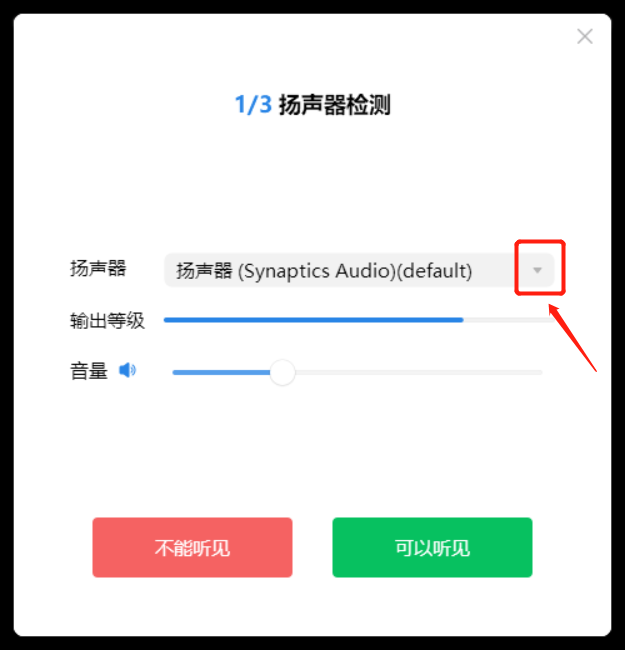 1/3 扬声器检测
扬声器 扬声器 (Synaptics Audio)(default)
输出等级
音量
不能听见 可以听见